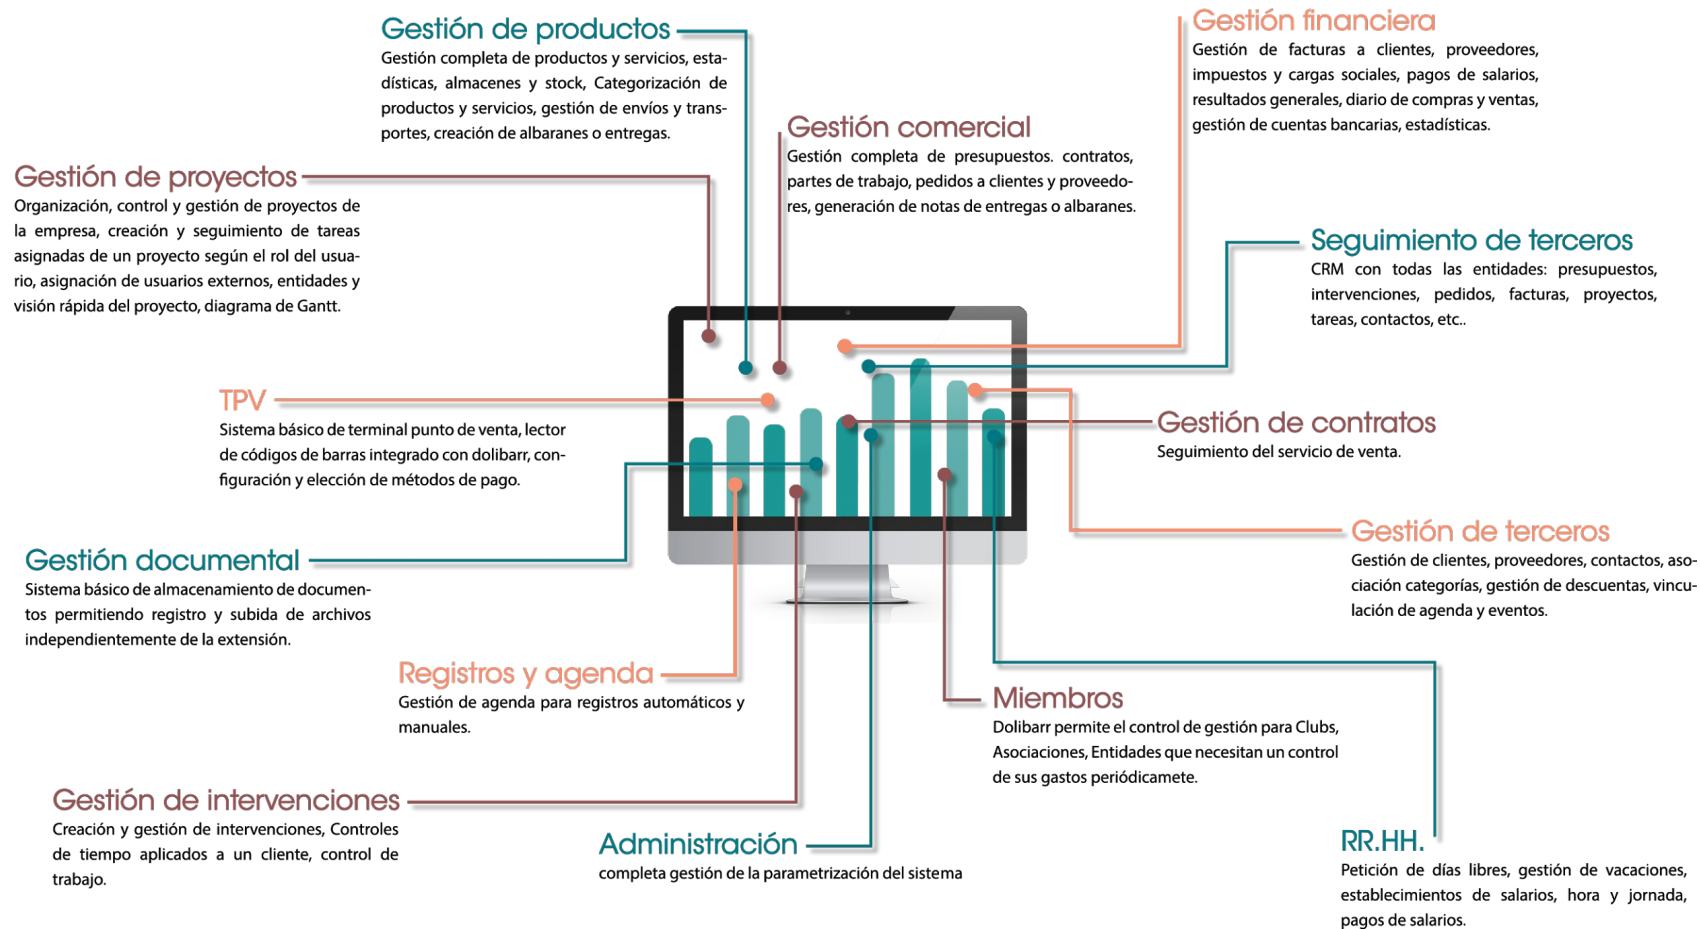 Gestión de productos
Gestión completa de productos y servicios, esta-
dísticas, almacenes y stock, Categorización de
productos y servicios, gestión de envíos y trans-
portes, creación de albaranes o entregas.
Gestión financiera
Gestión de facturas a clientes, proveedores,
impuestos y cargas sociales, pagos de salarios,
resultados generales, diario de compras y ventas,
gestión de cuentas bancarias, estadísticas.
Gestión comercial
Gestión completa de presupuestos. contratos,
partes de trabajo, pedidos a clientes y proveedo-
res, generación de notas de entregas o albaranes.
Gestión de proyectos
Organización, control y gestión de proyectos de
la empresa, creación y seguimiento de tareas
asignadas de un proyecto según el rol del usua-
rio, asignación de usuarios externos, entidades y
visión rápida del proyecto, diagrama de Gantt.
Seguimiento de terceros
CRM con todas las entidades: presupuestos,
intervenciones, pedidos, facturas, proyectos,
tareas, contactos, etc..
TPV
Sistema básico de terminal punto de venta, lector
de códigos de barras integrado con dolibarr, con-
figuración y elección de métodos de pago.
Gestión de contratos
Seguimiento del servicio de venta.
Gestión de terceros
Gestión de clientes, proveedores, contactos, aso-
ciación categorías, gestión de descuentas, vincu-
lación de agenda y eventos.
Gestión documental
Sistema básico de almacenamiento de documen-
tos permitiendo registro y subida de archivos
independientemente de la extensión.
Registros y agenda
Gestión de agenda para registros automáticos y
manuales.
Miembros
Dolibarr permite el control de gestión para Clubs,
Asociaciones, Entidades que necesitan un control
de sus gastos periódicamete.
Gestión de intervenciones
Creación y gestión de intervenciones, Controles
de tiempo aplicados a un cliente, control de
trabajo.
Administración
completa gestión de la parametrización del sistema
RR.HH.
Petición de días libres, gestión de vacaciones,
establecimientos de salarios, hora y jornada,
pagos de salarios.